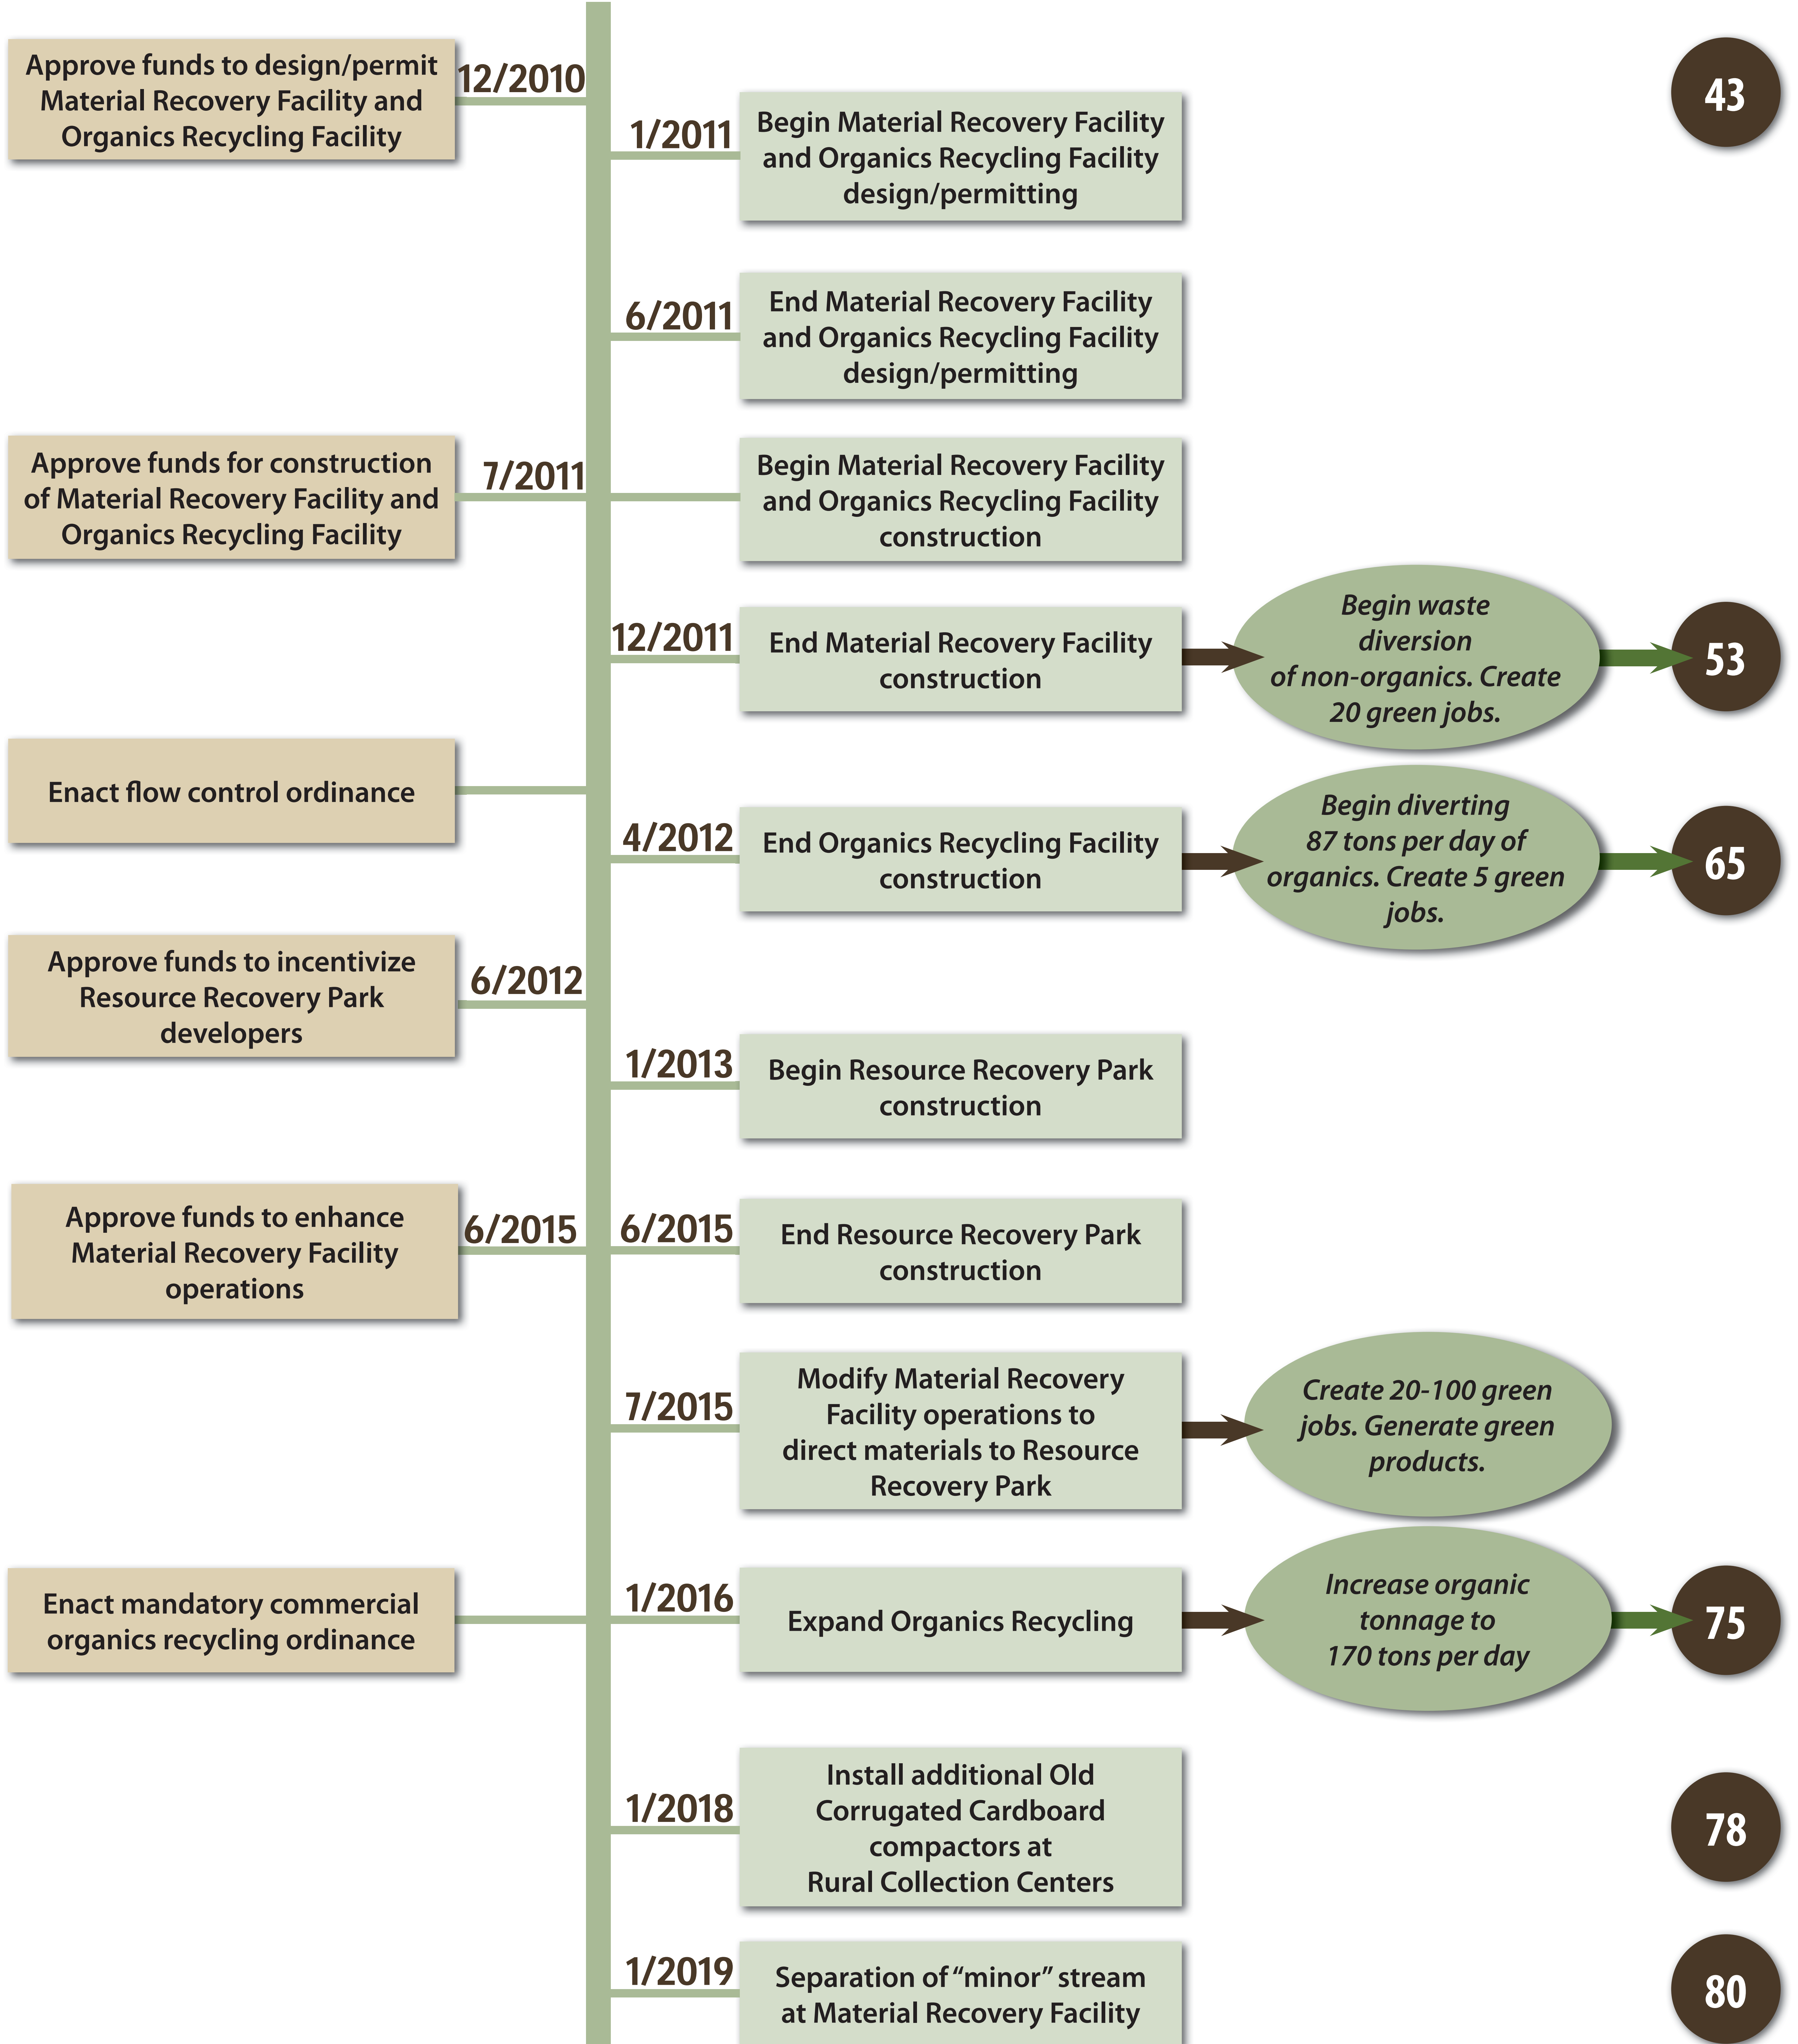 Approve funds to design/permit
Material Recovery Facility and
Organics Recycling Facility
12/2010
43
1/2011
Begin Material Recovery Facility
and Organics Recycling Facility
design/permitting
6/2011
End Material Recovery Facility
and Organics Recycling Facility
design/permitting
Approve funds for construction
of Material Recovery Facility and
Organics Recycling Facility
7/2011
Begin Material Recovery Facility
and Organics Recycling Facility
construction
12/2011
End Material Recovery Facility
construction
Begin waste
diversion
of non-organics. Create
20 green jobs.
53
Enact flow control ordinance
4/2012
End Organics Recycling Facility
construction
Begin diverting
87 tons per day of
organics. Create 5 green
jobs.
65
Approve funds to incentivize
Resource Recovery Park
developers
6/2012
1/2013
Begin Resource Recovery Park
construction
Approve funds to enhance
Material Recovery Facility
operations
6/2015
6/2015
End Resource Recovery Park
construction
7/2015
Modify Material Recovery
Facility operations to
direct materials to Resource
Recovery Park
Create 20-100 green
jobs. Generate green
products.
Enact mandatory commercial
organics recycling ordinance
1/2016
Expand Organics Recycling
Increase organic
tonnage to
170 tons per day
75
1/2018
Install additional Old
Corrugated Cardboard
compactors at
Rural Collection Centers
78
1/2019
Separation of “minor” stream
at Material Recovery Facility
80